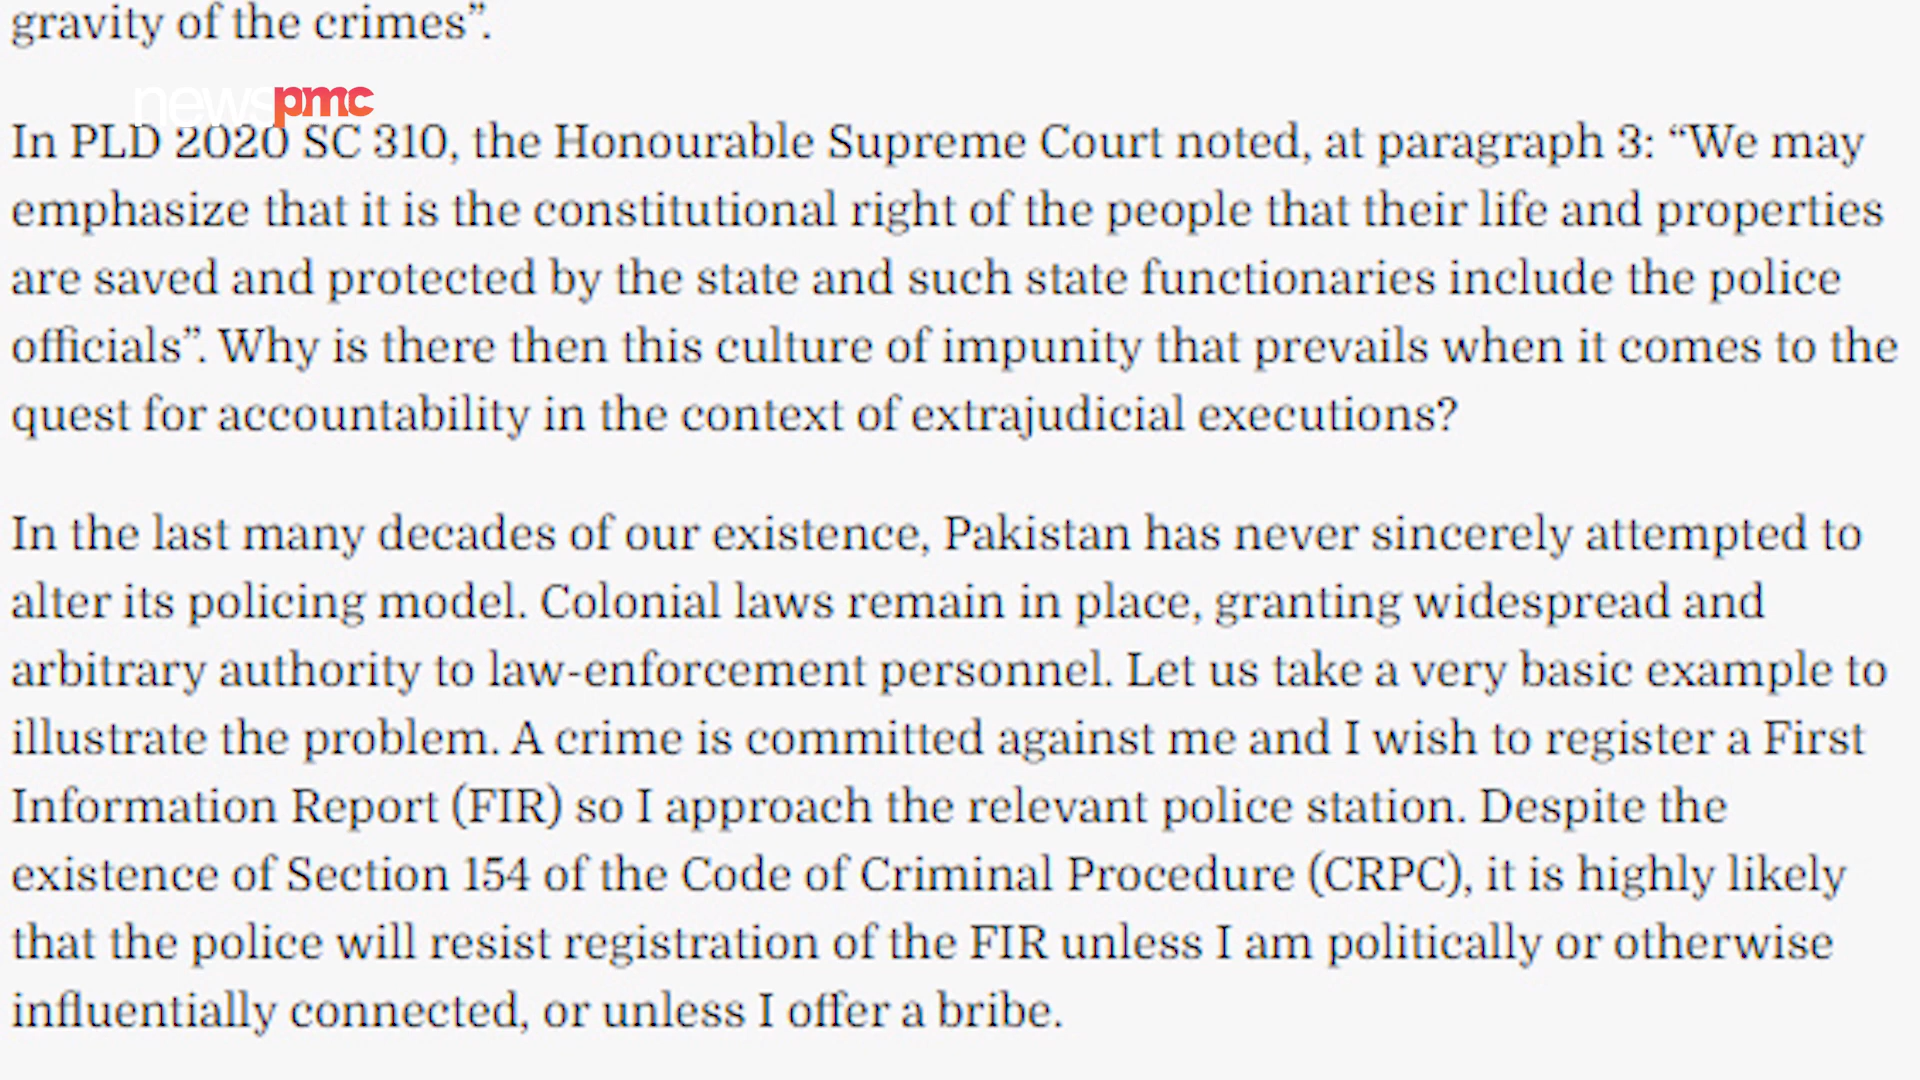 gravity of the crimes”.
newspmc
In PLD 2020 SC 310, the Honourable Supreme Court noted, at paragraph 3: “We may
emphasize that it is the constitutional right of the people that their life and properties
are saved and protected by the state and such state functionaries include the police
officials”. Why is there then this culture of impunity that prevails when it comes to the
quest for accountability in the context of extrajudicial executions?
In the last many decades of our existence, Pakistan has never sincerely attempted to
alter its policing model. Colonial laws remain in place, granting widespread and
arbitrary authority to law-enforcement personnel. Let us take a very basic example to
illustrate the problem. A crime is committed against me and I wish to register a First
Information Report (FIR) so I approach the relevant police station. Despite the
existence of Section 154 of the Code of Criminal Procedure (CRPC), it is highly likely
that the police will resist registration of the FIR unless I am politically or otherwise
influentially connected, or unless I offer a bribe.